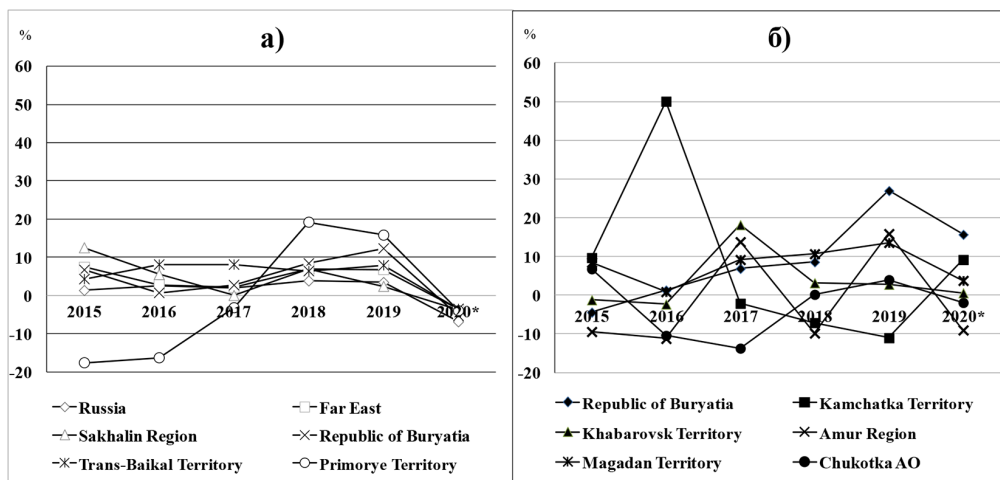 %
а)
60
50
40
30
20
10
0
-10
-20
2015 2016 2017 2018 2019 2020*
Russia Far East
Sakhalin Region Republic of Buryatia
Trans-Baikal Territory Primorye Territory
%
б)
60
50
40
30
20
10
0
-10
-20
2015 2016 2017 2018 2019 2020*
Republic of Buryatia Kamchatka Territory
Khabarovsk Territory Amur Region
Magadan Territory Chukotka AO